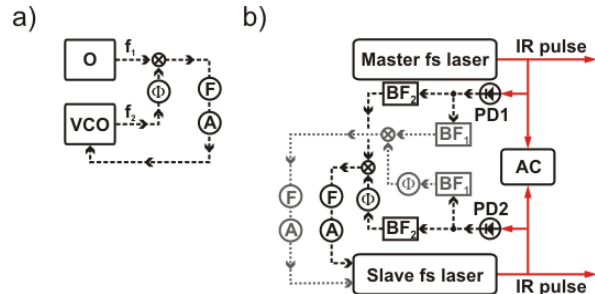 a)
b)
O
f1
Φ
F
A
VCO
f2
Master fs laser
IR pulse
BF2
PD1
BF1
AC
Φ
BF1
F
F
Φ
PD2
A
A
BF2
Slave fs laser
IR pulse